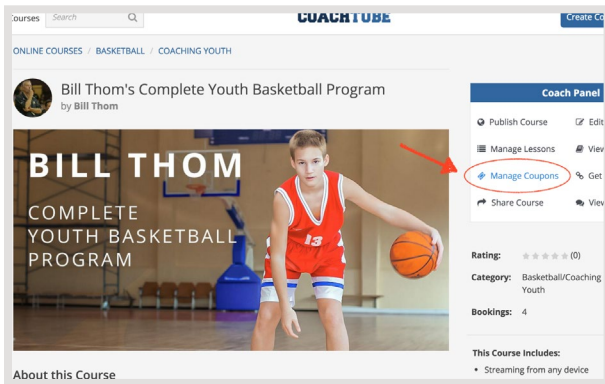 Courses
Search
COACHTUBE
Create Co
ONLINE COURSES / BASKETBALL / COACHING YOUTH
Bill Thom's Complete Youth Basketball Program
by Bill Thom
BILL THOM
COMPLETE
YOUTH BASKETBALL
PROGRAM
13
Coach Panel
Publish Course
Edit
Manage Lessons
View
Manage Coupons
Get
Share Course
View
Rating: (0)
Category: Basketball/Coaching
Youth
Bookings: 4
This Course Includes:
• Streaming from any device
About this Course